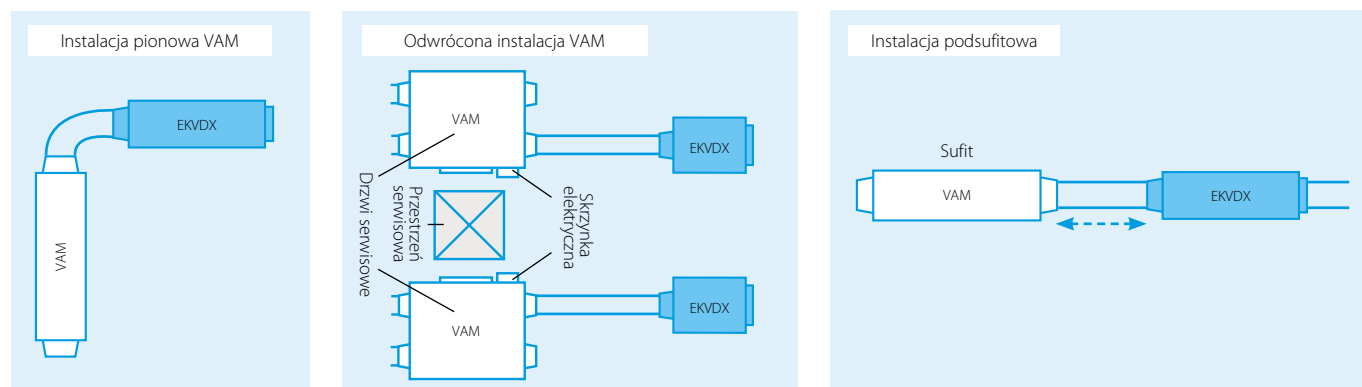 Instalacja pionowa VAM
EKVDX
VAM
Odwrócona instalacja VAM
VAM
EKVDX
Drzwi serwisowe
Przestrzeń
serwisowa
Skrzynka
elektryczna
VAM
EKVDX
Instalacja podsufitowa
Sufit
VAM
EKVDX